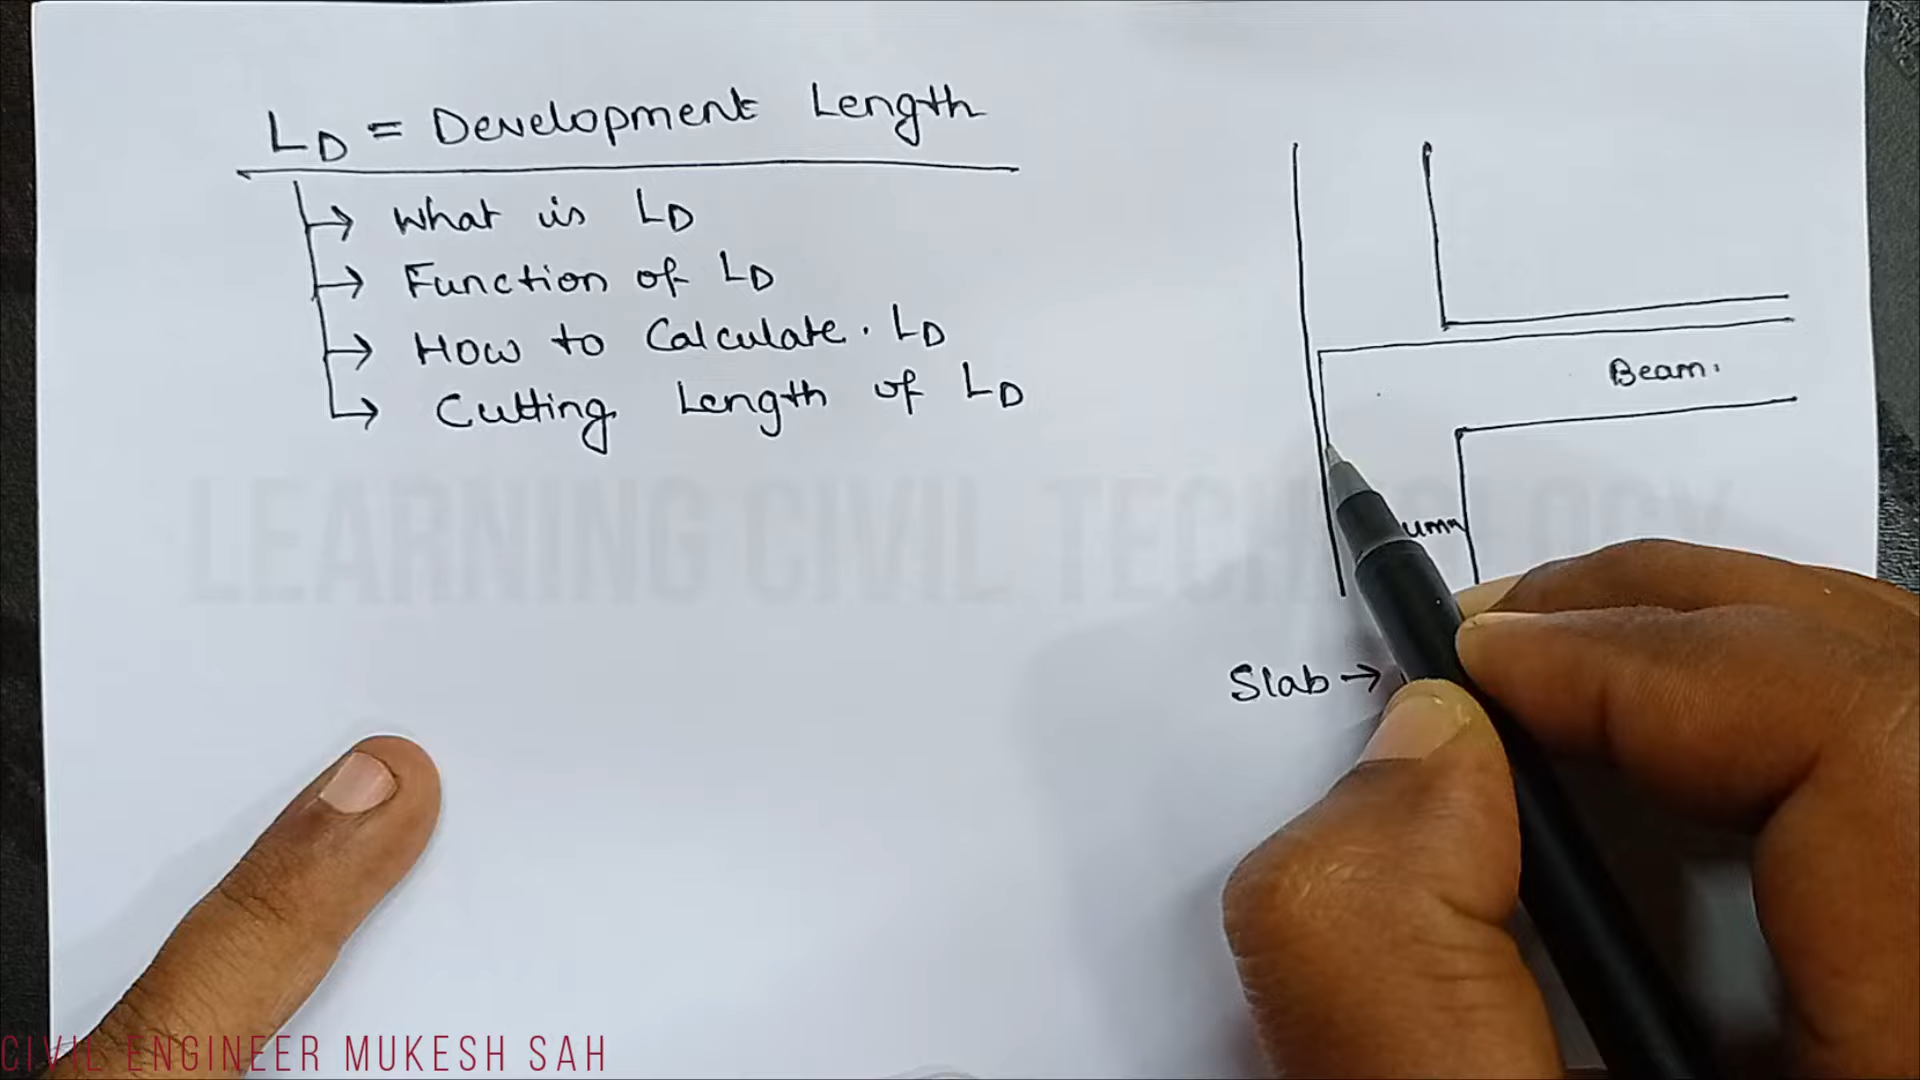 LD = Development Length
What is LD
Function of LD
How to Calculate. LD
Cutting Length of LD
Beam.
Slab →
LEARNING CIVIL
CIVIL ENGINEER MUKESH SAH